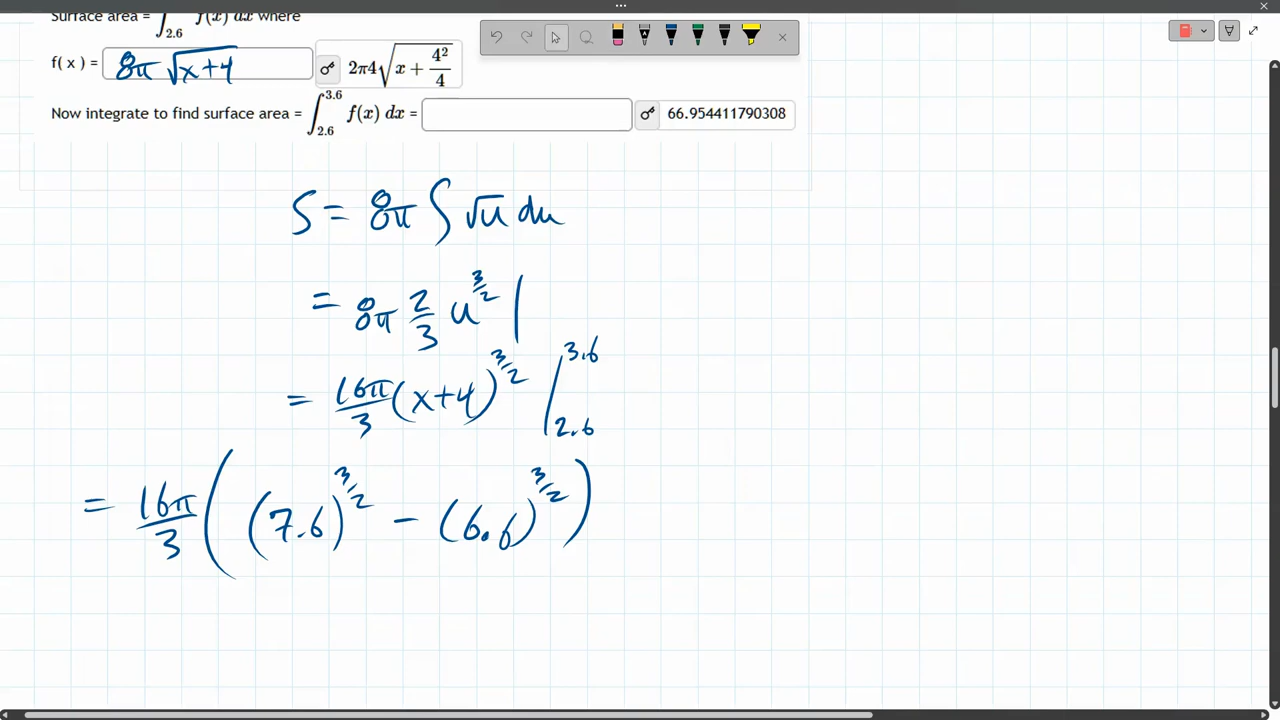 Surface area = ∫_{2.6} f(x) dx where
f( x ) = 8π √(x+4) 2π4√(x + 4²/4)
Now integrate to find surface area = ∫_{2.6}^{3.6} f(x) dx = 66.954411790308
S = 8π ∫ √u du
= 8π 2/3 u^{3/2} |
= 16π/3 (x+4)^{3/2} |_{2.6}^{3.6}
= 16π/3 ( (7.6)^{3/2} - (6.6)^{3/2} )